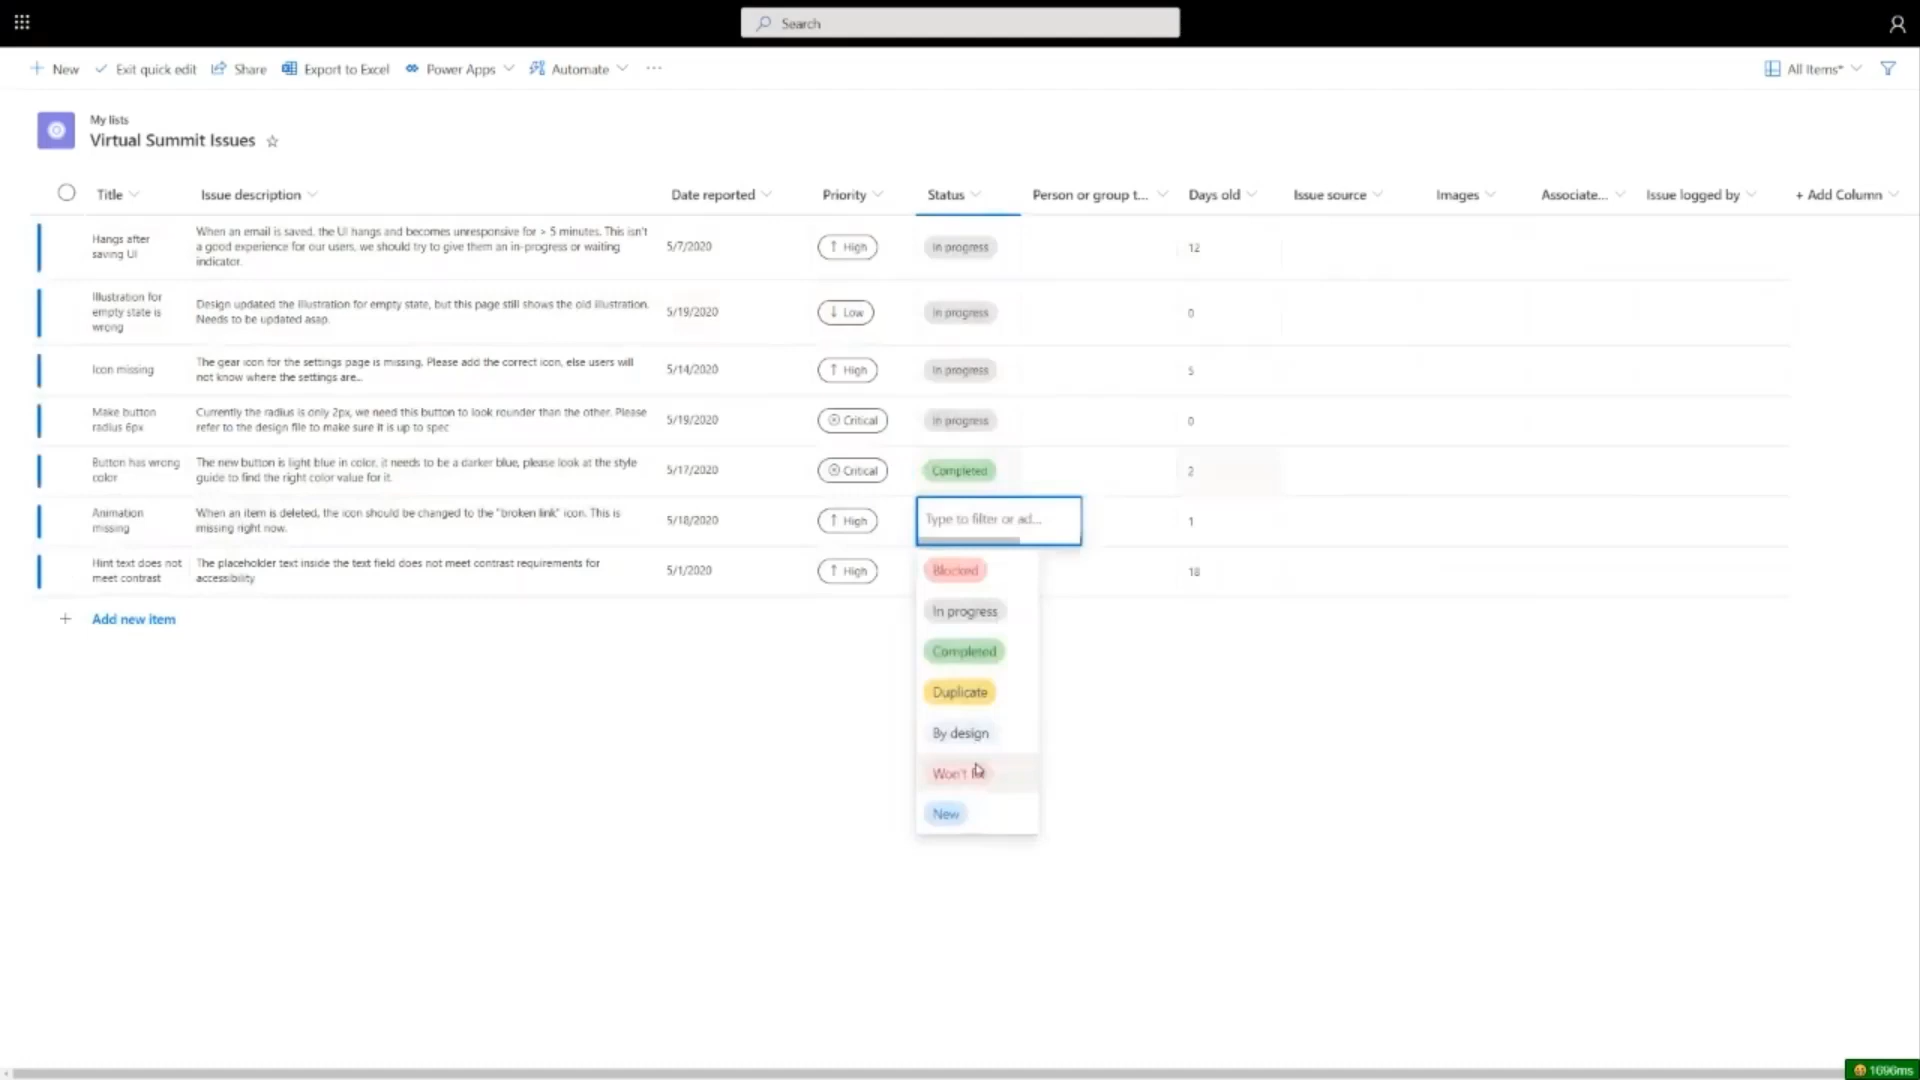 Search
New Exit quick edit Share Export to Excel Power Apps Automate ... All Items*
My lists
Virtual Summit Issues
Title Issue description Date reported Priority Status Person or group t... Days old Issue source Images Associate... Issue logged by + Add Column
Hangs after
saving UI
When an email is saved, the UI hangs and becomes unresponsive for > 5 minutes. This isn't
a good experience for our users, we should try to give them an in-progress or waiting
indicator.
5/7/2020 High In progress 12
Illustration for
empty state is
wrong
Design updated the illustration for empty state, but this page still shows the old illustration.
Needs to be updated asap.
5/19/2020 Low In progress 0
Icon missing
The gear icon for the settings page is missing. Please add the correct icon, else users will
not know where the settings are...
5/14/2020 High In progress 5
Make button
radius 6px
Currently the radius is only 2px, we need this button to look rounder than the other. Please
refer to the design file to make sure it is up to spec
5/19/2020 Critical In progress 0
Button has wrong
color
The new button is light blue in color, it needs to be a darker blue, please look at the style
guide to find the right color value for it.
5/17/2020 Critical Completed 2
Animation
missing
When an item is deleted, the icon should be changed to the "broken link" icon. This is
missing right now.
5/18/2020 High Type to filter or ad... 1
Hint text does not
meet contrast
The placeholder text inside the text field does not meet contrast requirements for
accessibility
5/1/2020 High 18
Blocked
In progress
Completed
Duplicate
By design
Won't
New
+ Add new item
1696ms